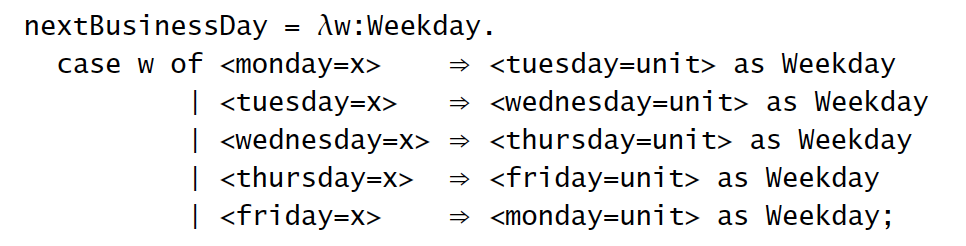 nextBusinessDay = λw:Weekday.
  case w of <monday=x>    ⇒ <tuesday=unit> as Weekday
          | <tuesday=x>   ⇒ <wednesday=unit> as Weekday
          | <wednesday=x> ⇒ <thursday=unit> as Weekday
          | <thursday=x>  ⇒ <friday=unit> as Weekday
          | <friday=x>    ⇒ <monday=unit> as Weekday;